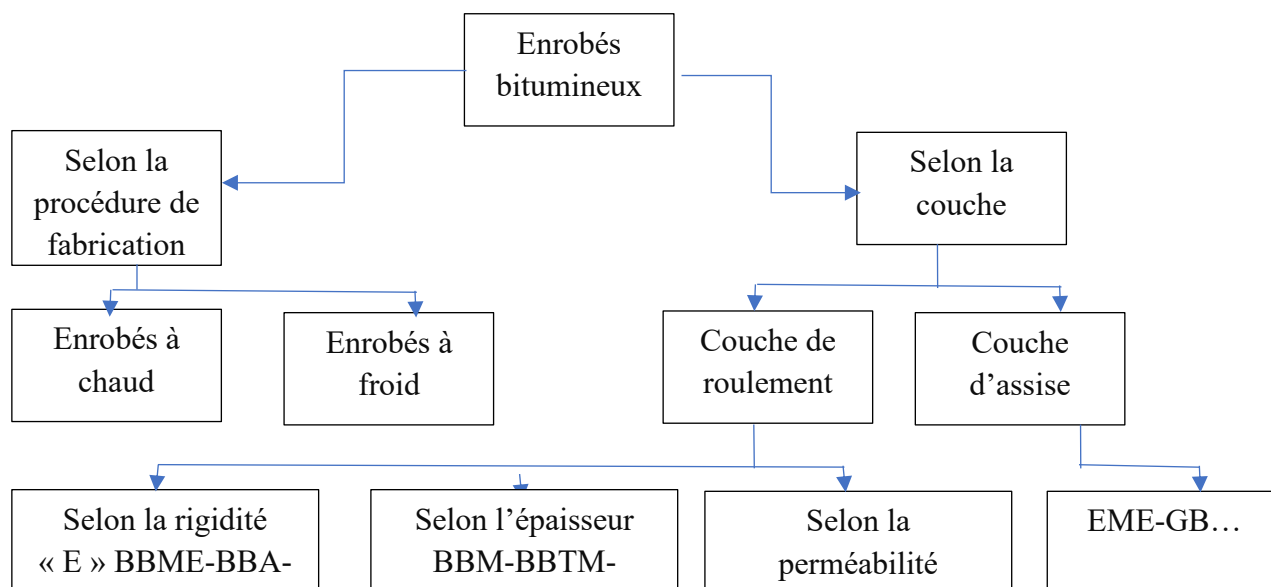 Enrobés
bitumineux
Selon la
procédure de
fabrication
Selon la
couche
Enrobés à
chaud
Enrobés à
froid
Couche de
roulement
Couche
d’assise
Selon la rigidité
« E » BBME-BBA-
Selon l’épaisseur
BBM-BBTM-
Selon la
perméabilité
EME-GB…